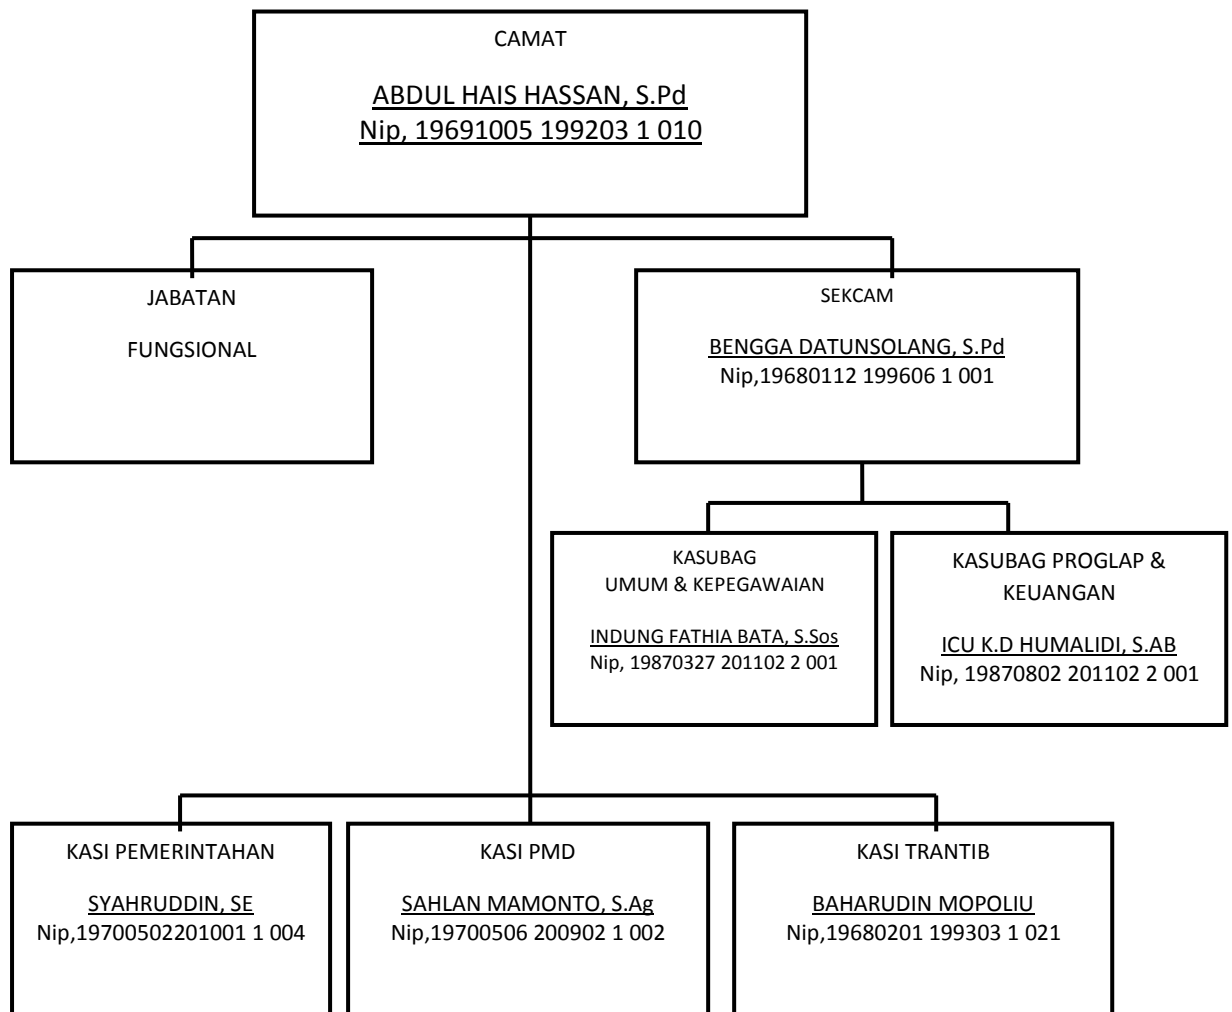 CAMAT
ABDUL HAIS HASSAN, S.Pd
Nip, 19691005 199203 1 010
JABATAN
FUNGSIONAL
SEKCAM
BENGGA DATUNSOLANG, S.Pd
Nip,19680112 199606 1 001
KASUBAG
UMUM & KEPEGAWAIAN
INDUNG FATHIA BATA, S.Sos
Nip, 19870327 201102 2 001
KASUBAG PROGLAP &
KEUANGAN
ICU K.D HUMALIDI, S.AB
Nip, 19870802 201102 2 001
KASI PEMERINTAHAN
SYAHRUDDIN, SE
Nip,19700502201001 1 004
KASI PMD
SAHLAN MAMONTO, S.Ag
Nip,19700506 200902 1 002
KASI TRANTIB
BAHARUDIN MOPOLIU
Nip,19680201 199303 1 021